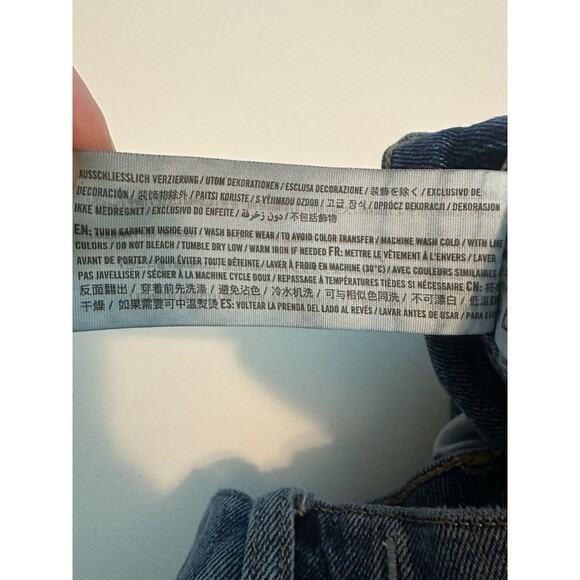 AUSSCHLIESSLICH VERZIERUNG / UTOM DEKORATIONEN / ESCLUSA DECORAZIONE / 裝飾を除く / EXCLUSIVO DE
DECORACIÓN / 装饰物除外 / PAITSI KORISTE / S VÝJIMKOU OZDOB / 고급 장식 / OPRÓCZ DEKORACJI / DEKORASJON
IKKE MEDREGNET / EXCLUSIVO DO ENFEITE / دون زخرفة / 不包括飾物
EN: TURN GARMENT INSIDE OUT / WASH BEFORE WEAR / TO AVOID COLOR TRANSFER / MACHINE WASH COLD / WITH LIKE
COLORS / DO NOT BLEACH / TUMBLE DRY LOW / WARM IRON IF NEEDED FR: METTRE LE VÊTEMENT À L'ENVERS / LAVER
AVANT DE PORTER / POUR ÉVITER TOUTE DÉTEINTE / LAVER À FROID EN MACHINE (30°C) / AVEC COULEURS SIMILAIRES
PAS JAVELLISER / SÉCHER À LA MACHINE CYCLE DOUX / REPASSAGE À TEMPÉRATURE TIÈDES SI NÉCESSAIRE CN:
反面翻出 / 穿着前先洗涤 / 避免沾色 / 冷水机洗 / 可与相似色同洗 / 不可漂白 / 低温
干燥 / 如果需要可中温熨烫 ES: VOLTEAR LA PRENDA DEL LADO AL REVÉS / LAVAR ANTES DE USAR / PARA